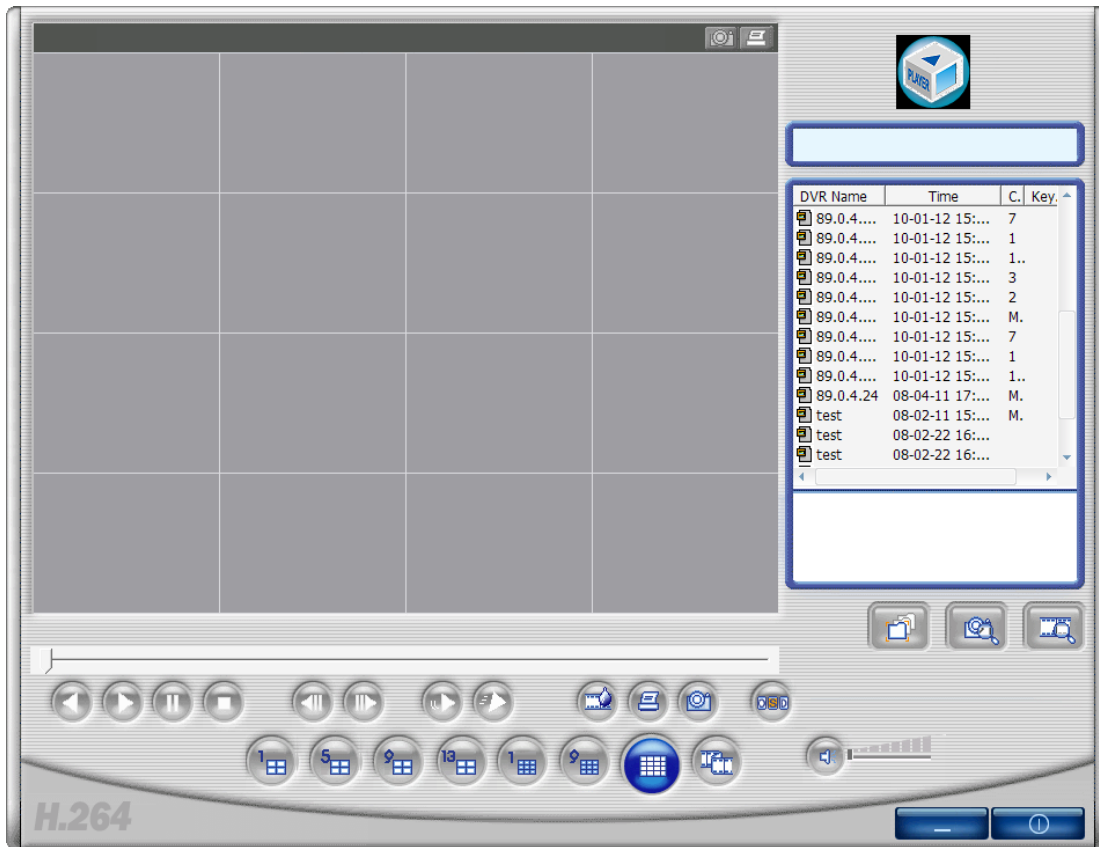 PLAYER
DVR Name Time C. Key.
89.0.4.... 10-01-12 15:... 7
89.0.4.... 10-01-12 15:... 1
89.0.4.... 10-01-12 15:... 1..
89.0.4.... 10-01-12 15:... 3
89.0.4.... 10-01-12 15:... 2
89.0.4.... 10-01-12 15:... M.
89.0.4.... 10-01-12 15:... 7
89.0.4.... 10-01-12 15:... 1
89.0.4.... 10-01-12 15:... 1..
89.0.4.24 08-04-11 17:... M.
test 08-02-11 15:... M.
test 08-02-22 16:...
test 08-02-22 16:...
DSD
1 5 9 13 1 9
H.264